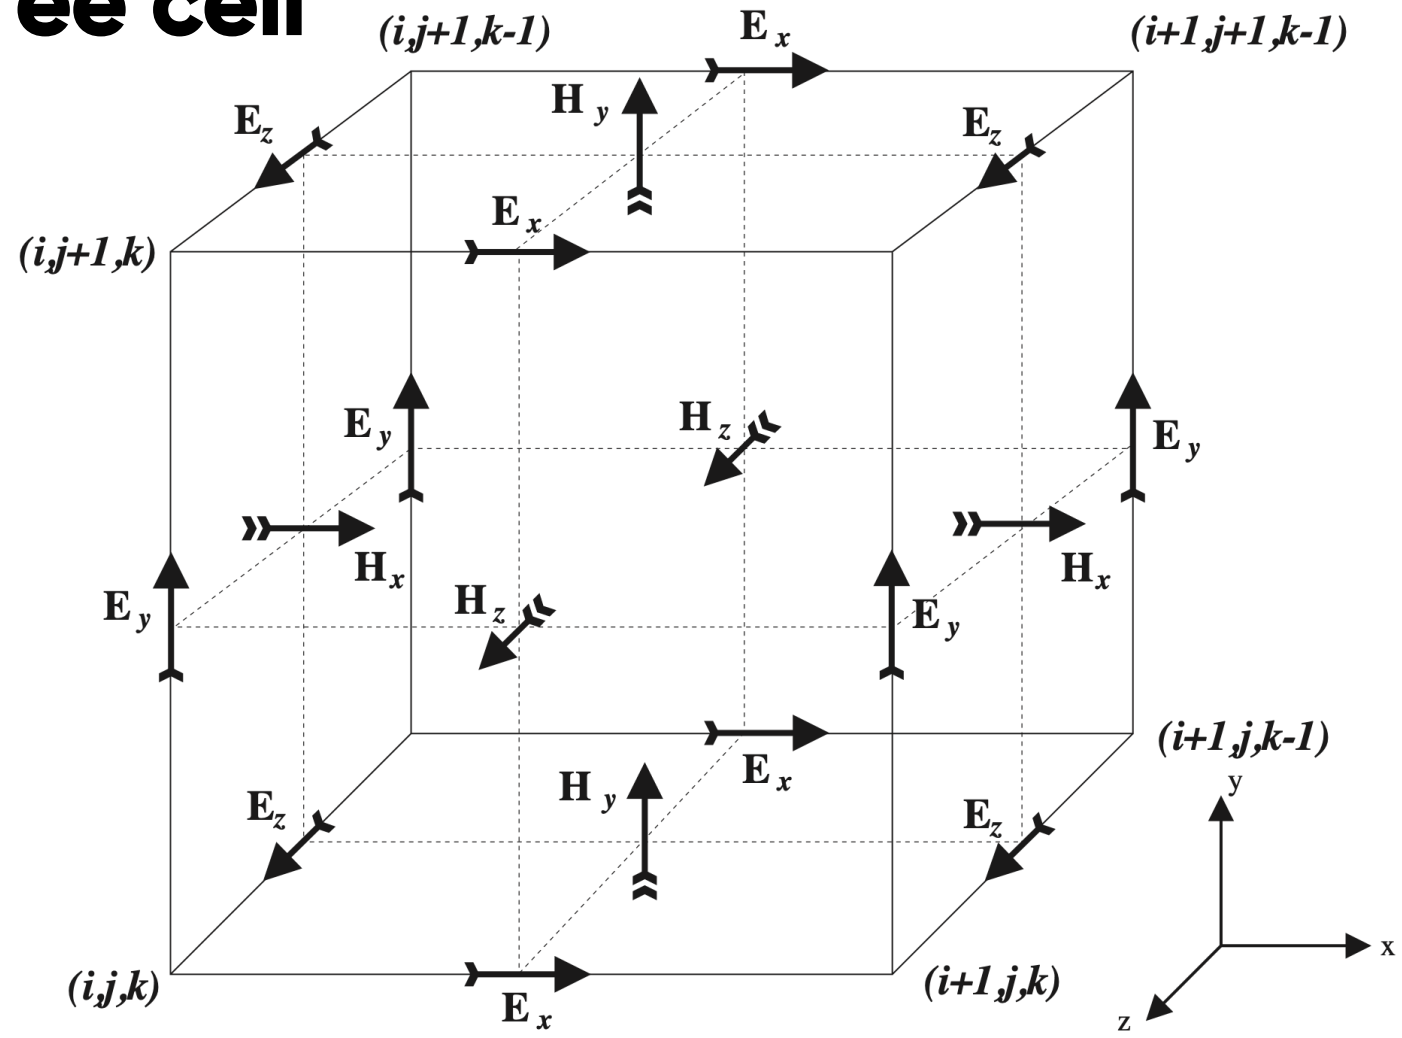 ee cell
(i,j+1,k-1)
E x
(i+1,j+1,k-1)
H y
E z
E z
E x
(i,j+1,k)
E y
H z
E y
H x
H x
E y
H z
E y
(i+1,j,k-1)
E x
H y
y
E z
E z
x
(i,j,k)
(i+1,j,k)
E x
z